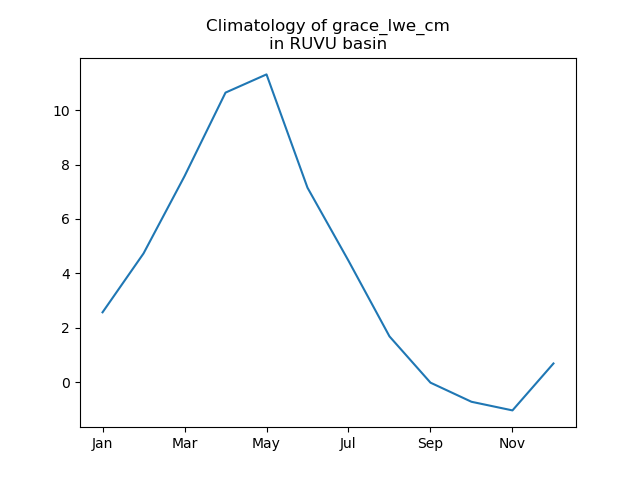 Climatology of grace_lwe_cm
in RUVU basin
10
8
6
4
2
0
Jan
Mar
May
Jul
Sep
Nov